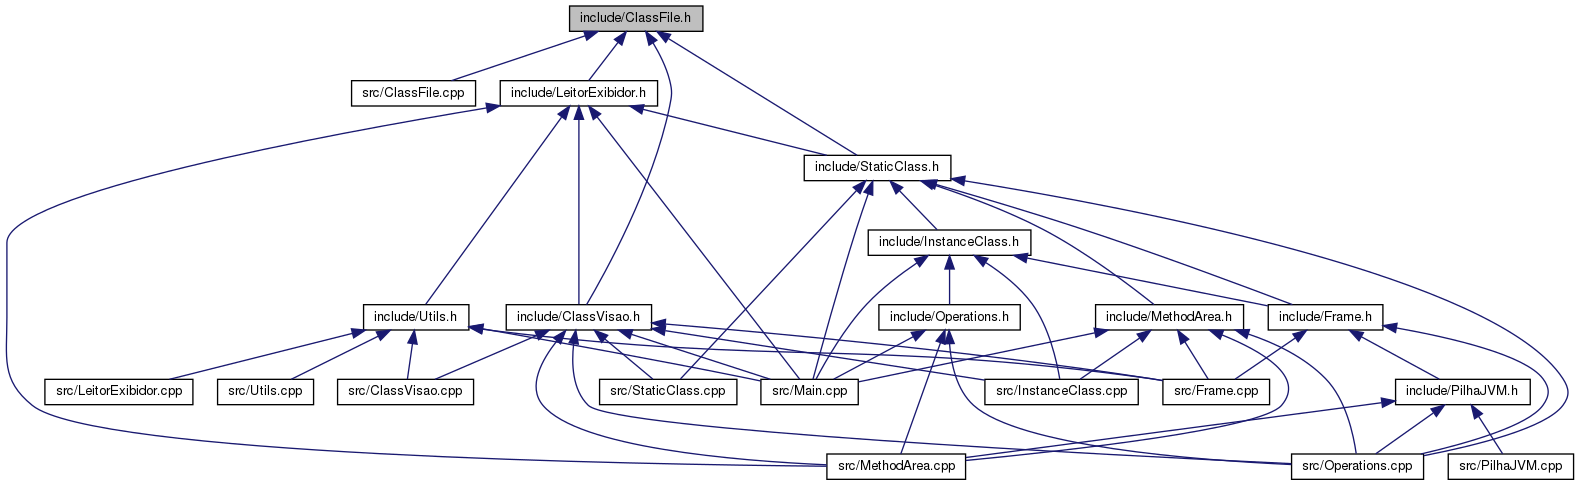 include/ClassFile.h
src/ClassFile.cpp
include/LeitorExibidor.h
include/StaticClass.h
include/InstanceClass.h
include/Utils.h
include/ClassVisao.h
include/Operations.h
include/MethodArea.h
include/Frame.h
src/LeitorExibidor.cpp
src/Utils.cpp
src/ClassVisao.cpp
src/StaticClass.cpp
src/Main.cpp
src/InstanceClass.cpp
src/Frame.cpp
include/PilhaJVM.h
src/MethodArea.cpp
src/Operations.cpp
src/PilhaJVM.cpp